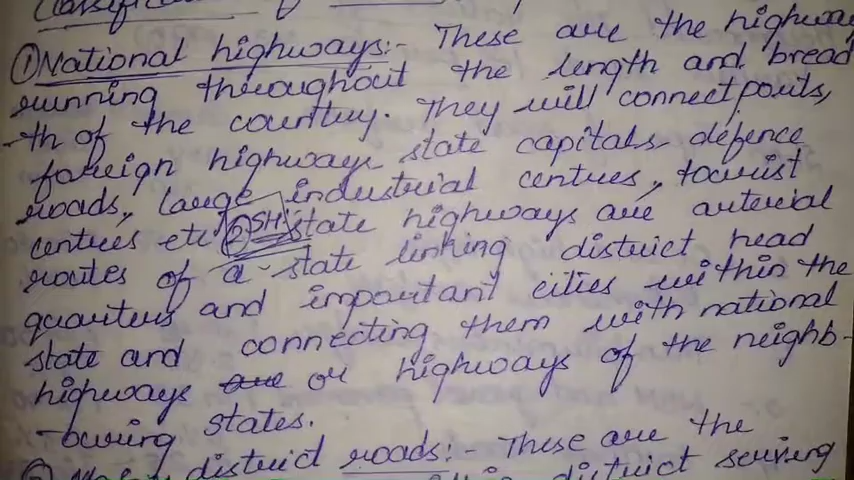 Classification of
① National highways:- These are the highway
running throughout the length and bread
-th of the country. They will connect ports,
foreign highways state capitals defence
roads, large industrial centres, tourist
centres etc. ② SH: state highways are arterial
routes of a state linking district head
quarters and important cities within the
state and connecting them with national
highways are or highways of the neighb-
-ouring states.
district roads:- These are the
district serving